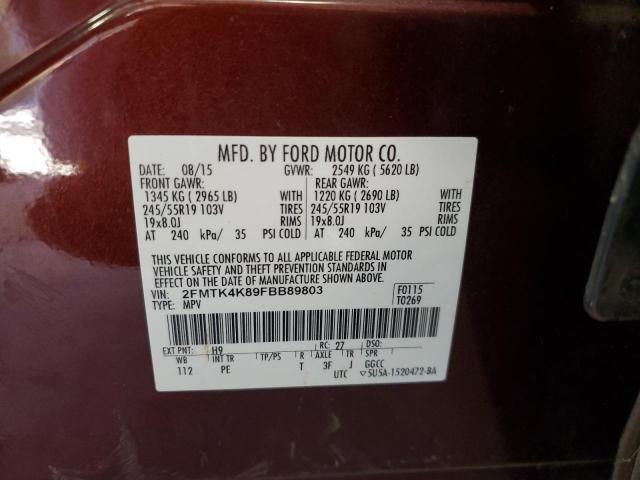 MFD. BY FORD MOTOR CO.
DATE: 08/15 GVWR: 2549 KG ( 5620 LB)
FRONT GAWR: REAR GAWR:
1345 KG ( 2965 LB) WITH 1220 KG ( 2690 LB) WITH
245/55R19 103V TIRES 245/55R19 103V TIRES
19x8.0J RIMS 19x8.0J RIMS
AT 240 kPa/ 35 PSI COLD AT 240 kPa/ 35 PSI COLD
THIS VEHICLE CONFORMS TO ALL APPLICABLE FEDERAL MOTOR
VEHICLE SAFETY AND THEFT PREVENTION STANDARDS IN
EFFECT ON THE DATE OF MANUFACTURE SHOWN ABOVE.
VIN: 2FMTK4K89FBB89803 F0115
TYPE: MPV T0269
EXT PNT: H9 RC: 27 DSO:
WB INT TR TP/PS R AXLE TR SPR
112 PE T 3F J GGCC
UTC ▽5U5A-1520472-BA